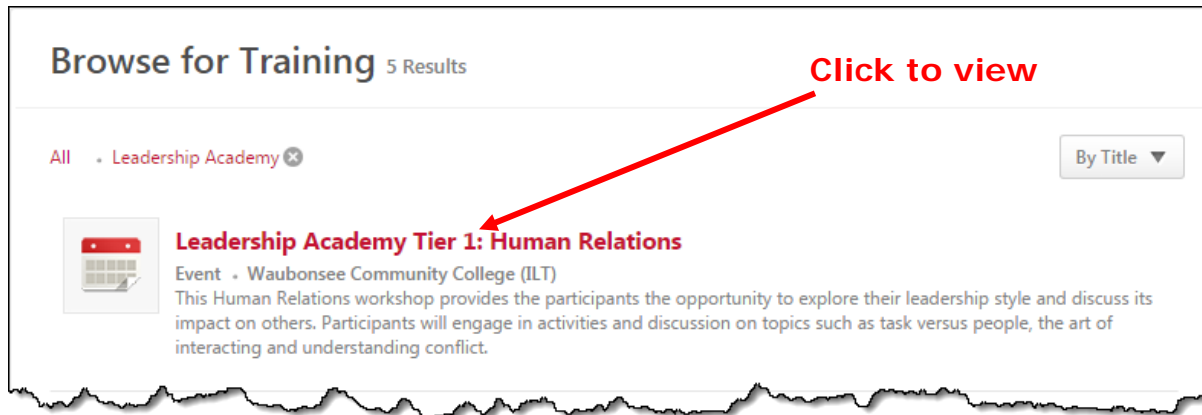 Browse for Training 5 Results
Click to view
All • Leadership Academy
By Title
Leadership Academy Tier 1: Human Relations
Event • Waubonsee Community College (ILT)
This Human Relations workshop provides the participants the opportunity to explore their leadership style and discuss its
impact on others. Participants will engage in activities and discussion on topics such as task versus people, the art of
interacting and understanding conflict.